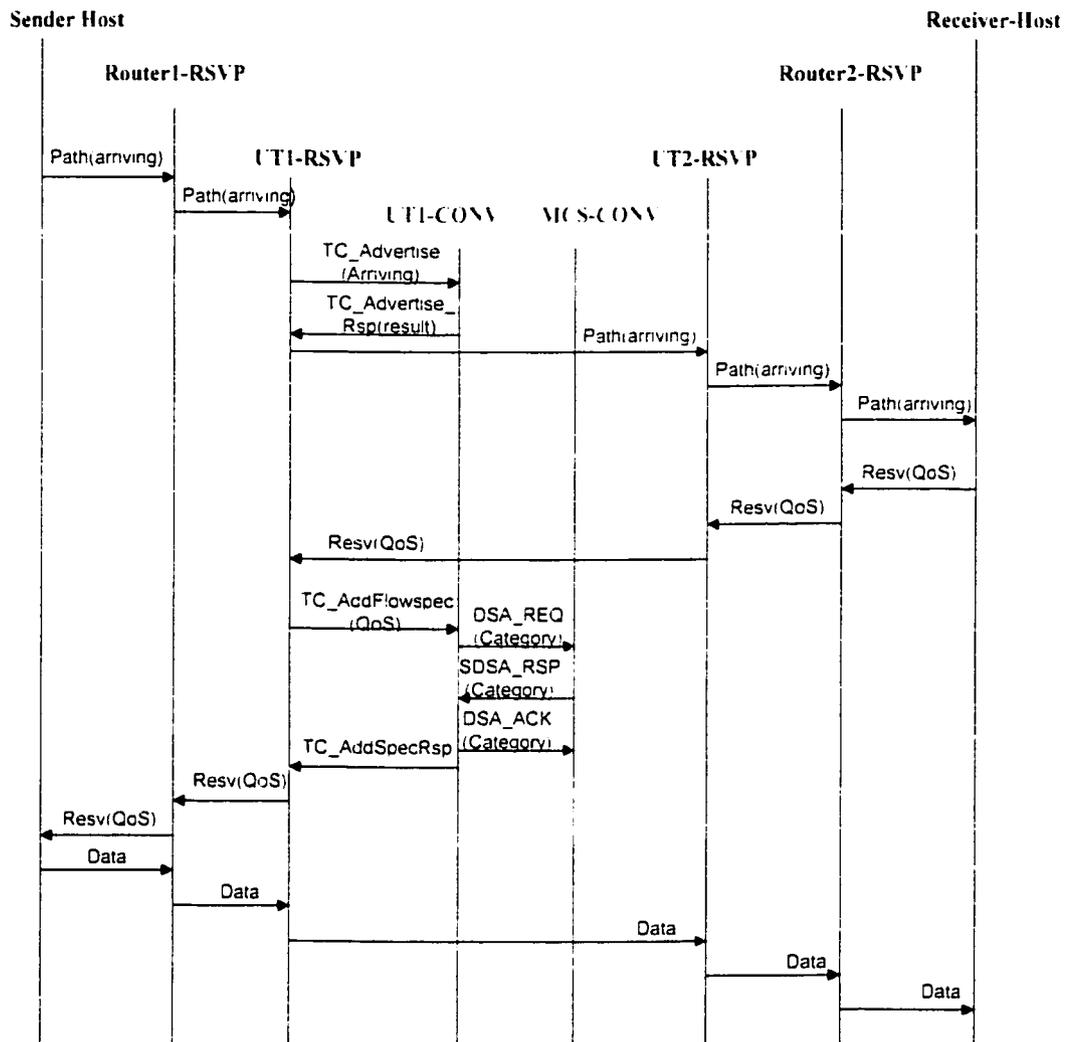 Sender Host
Receiver-Host
Router1-RSVP
Router2-RSVP
Path(arriving)
UT1-RSVP
UT2-RSVP
Path(arriving)
UT1-CONV
MCS-CONV
TC_Advertise
(Arriving)
TC_Advertise_
Rsp(result)
Path(arriving)
Path(arriving)
Path(arriving)
Resv(QoS)
Resv(QoS)
Resv(QoS)
TC_AddFlowspec
(QoS)
DSA_REQ
(Category)
SDSA_RSP
(Category)
DSA_ACK
(Category)
TC_AddSpecRsp
Resv(QoS)
Resv(QoS)
Data
Data
Data
Data
Data